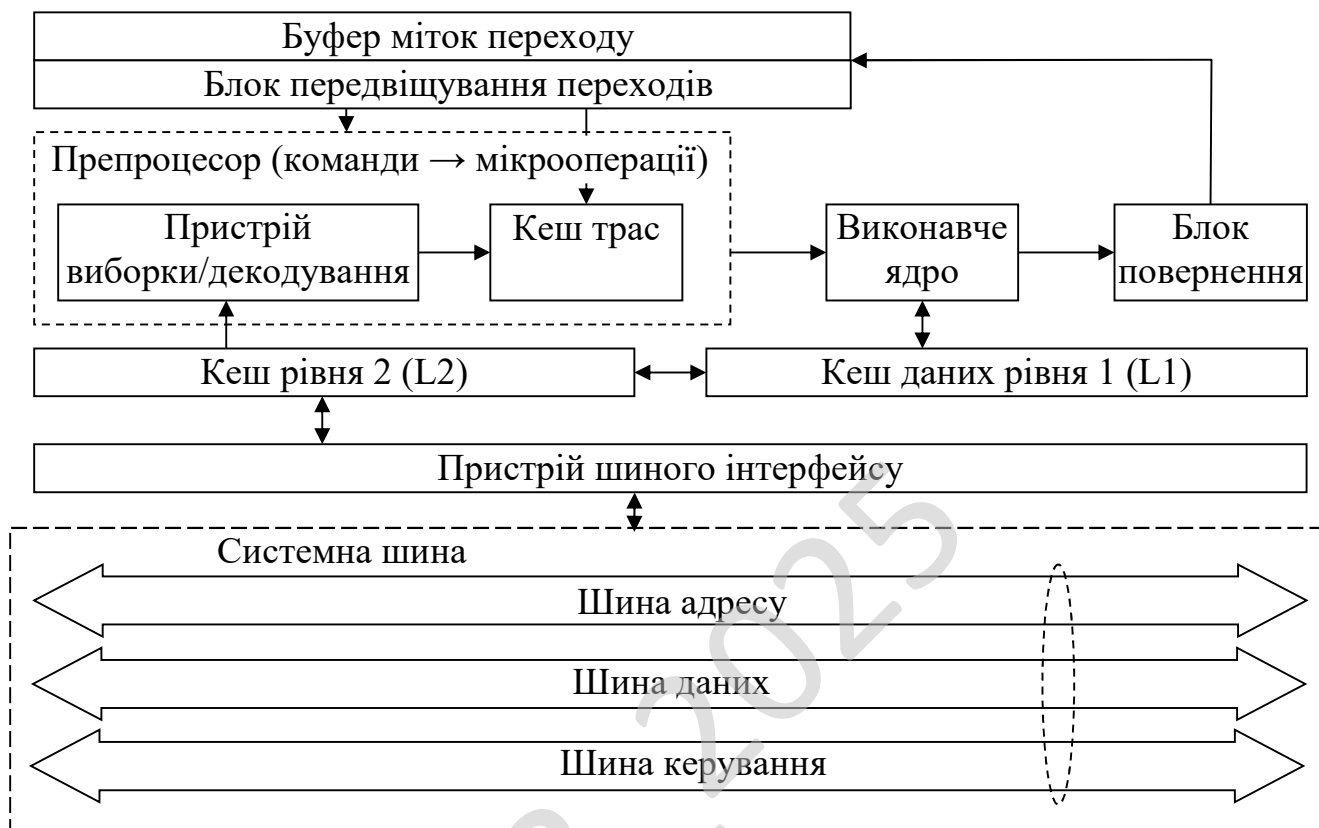 Буфер міток переходу
Блок передвіщування переходів
Препроцесор (команди → мікрооперації)
Пристрій
виборки/декодування
Кеш трас
Виконавче
ядро
Блок
повернення
Кеш рівня 2 (L2)
Кеш даних рівня 1 (L1)
Пристрій шиного інтерфейсу
Системна шина
Шина адресу
Шина даних
Шина керування
2025